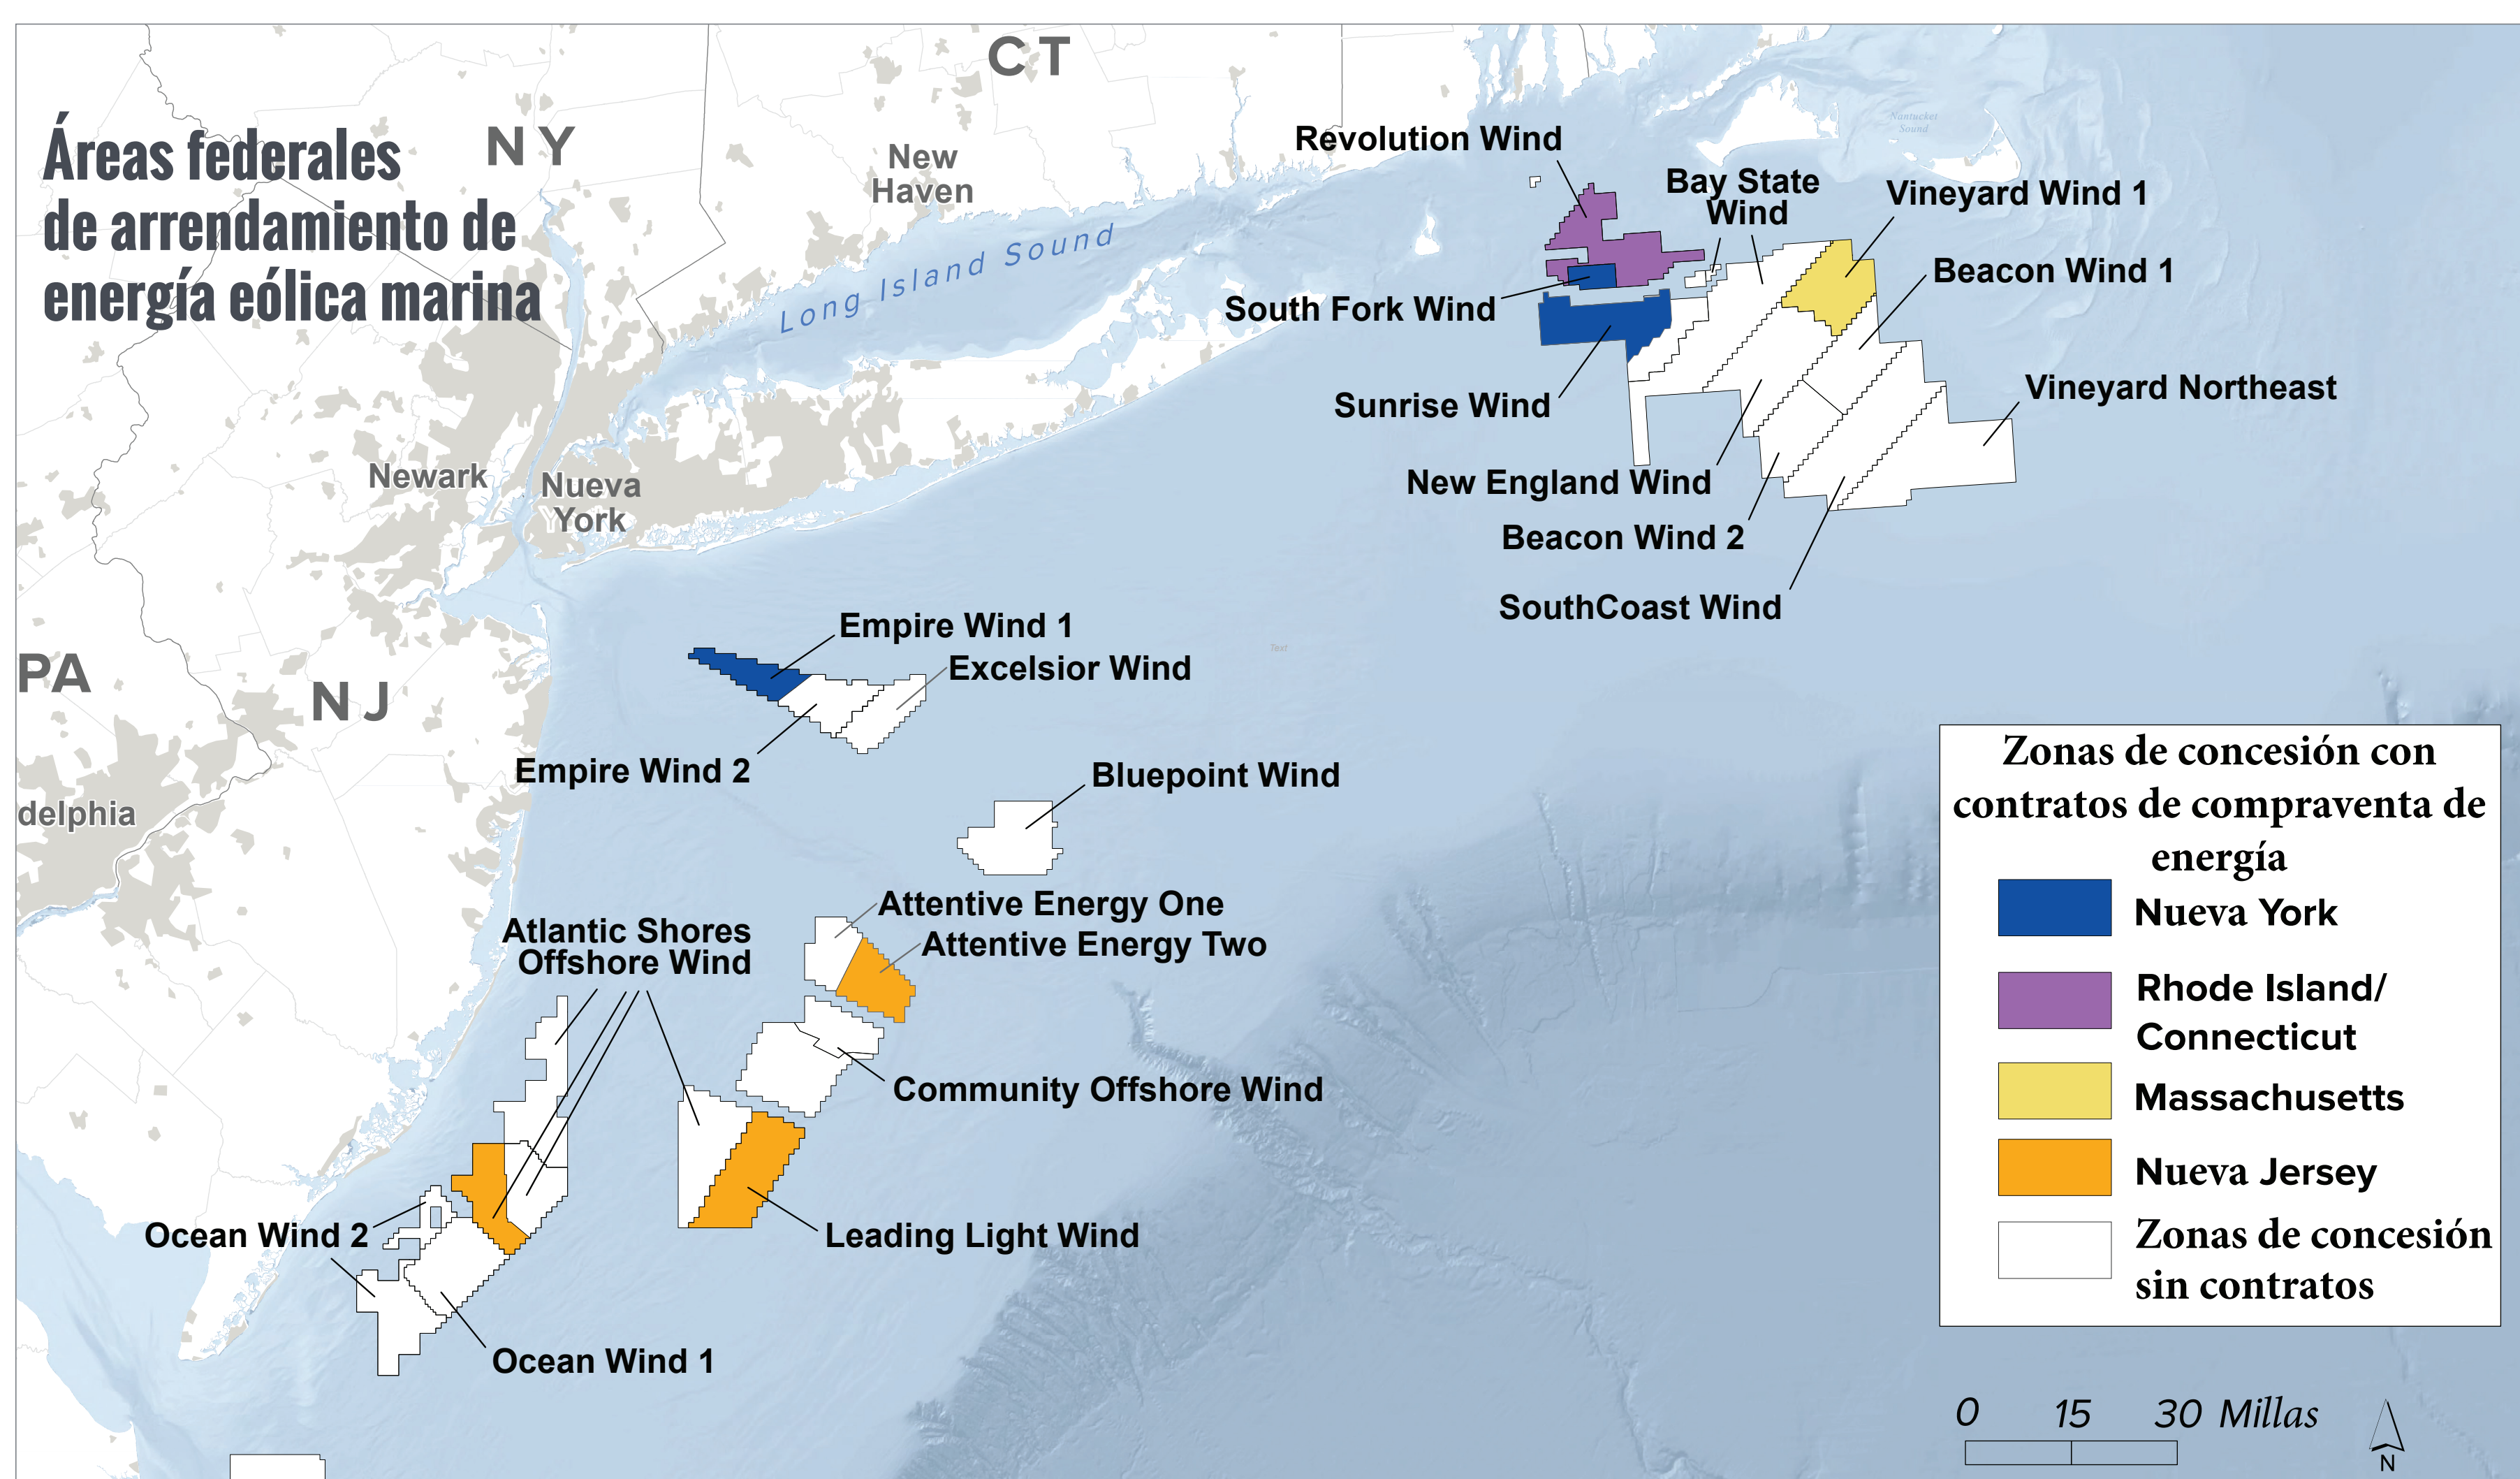 Áreas federales
de arrendamiento de
energía eólica marina
NY
CT
New
Haven
Long Island Sound
Newark
Nueva
York
PA
NJ
delphia
Nantucket
Sound
Revolution Wind
Bay State
Wind
Vineyard Wind 1
Beacon Wind 1
South Fork Wind
Sunrise Wind
Vineyard Northeast
New England Wind
Beacon Wind 2
SouthCoast Wind
Empire Wind 1
Excelsior Wind
Text
Empire Wind 2
Bluepoint Wind
Attentive Energy One
Attentive Energy Two
Atlantic Shores
Offshore Wind
Community Offshore Wind
Leading Light Wind
Ocean Wind 2
Ocean Wind 1
Zonas de concesión con
contratos de compraventa de
energía
Nueva York
Rhode Island/
Connecticut
Massachusetts
Nueva Jersey
Zonas de concesión
sin contratos
0 15 30 Millas
N